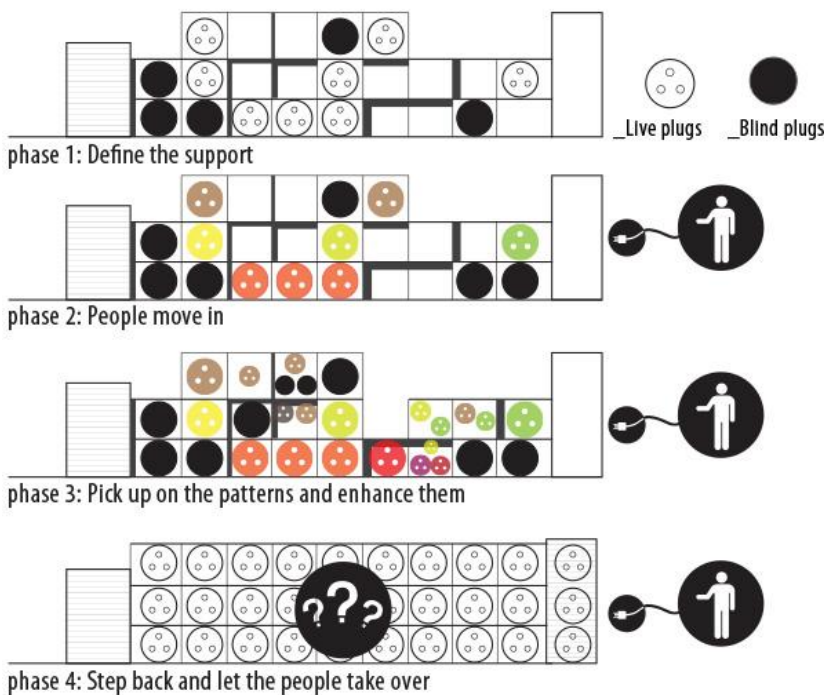 _Live plugs
_Blind plugs
phase 1: Define the support
phase 2: People move in
phase 3: Pick up on the patterns and enhance them
? ? ?
phase 4: Step back and let the people take over